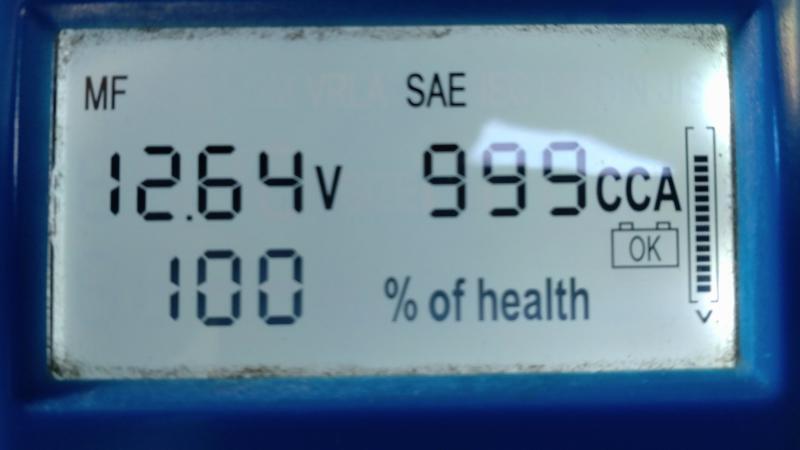 MF SAE
12.64V 999CCA
OK
100 % of health